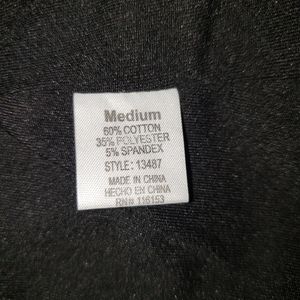 Medium
60% COTTON
35% POLYESTER
5% SPANDEX
STYLE : 13487
MADE IN CHINA
HECHO EN CHINA
RN# 116153